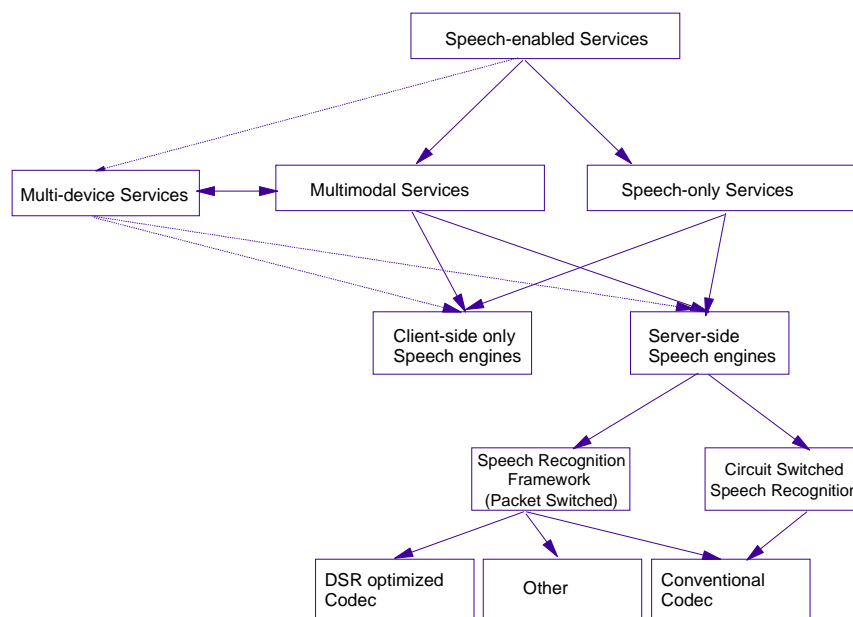 Speech-enabled Services
Multi-device Services
Multimodal Services
Speech-only Services
Client-side only
Speech engines
Server-side
Speech engines
Speech Recognition
Framework
(Packet Switched)
Circuit Switched
Speech Recognition
DSR optimized
Codec
Other
Conventional
Codec